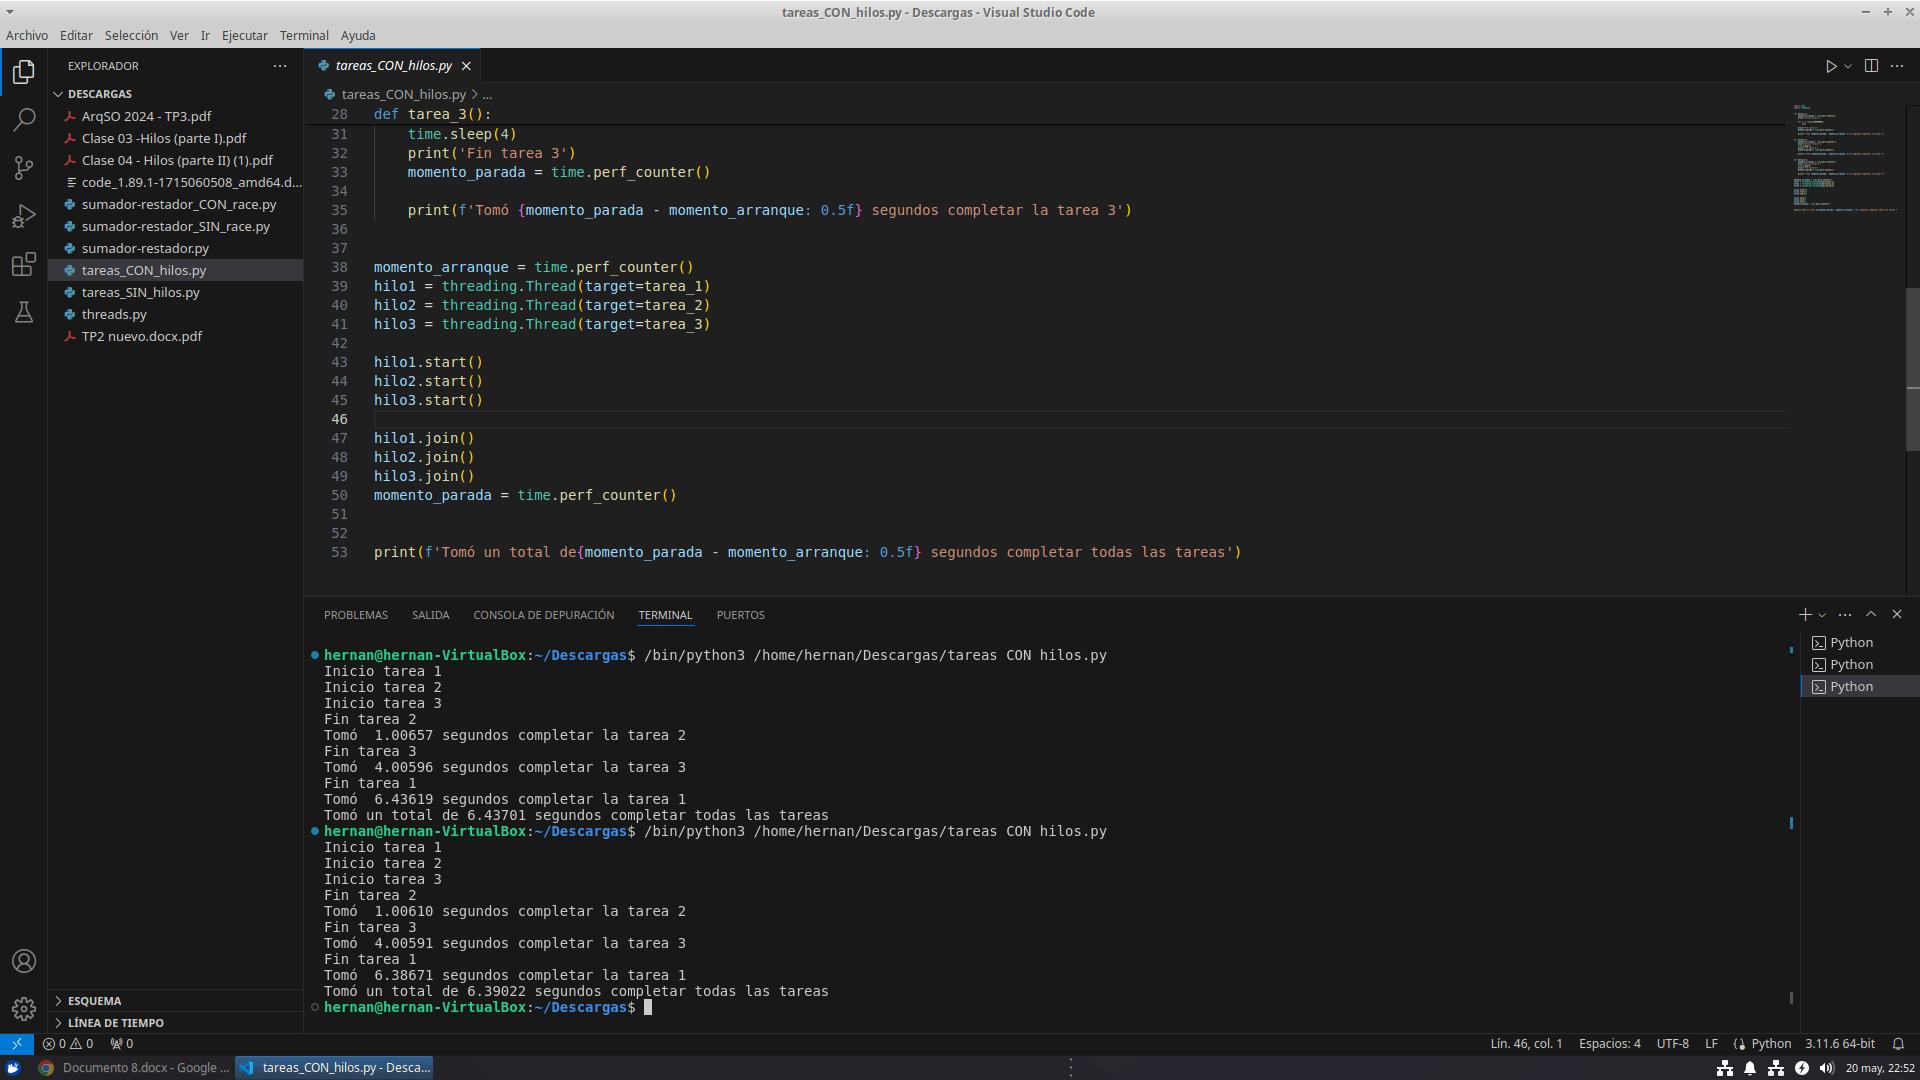 tareas_CON_hilos.py - Descargas - Visual Studio Code
Archivo Editar Selección Ver Ir Ejecutar Terminal Ayuda
EXPLORADOR
DESCARGAS
ArqSO 2024 - TP3.pdf
Clase 03 -Hilos (parte I).pdf
Clase 04 - Hilos (parte II) (1).pdf
code_1.89.1-1715060508_amd64.d...
sumador-restador_CON_race.py
sumador-restador_SIN_race.py
sumador-restador.py
tareas_CON_hilos.py
tareas_SIN_hilos.py
threads.py
TP2 nuevo.docx.pdf
ESQUEMA
LÍNEA DE TIEMPO
tareas_CON_hilos.py
tareas_CON_hilos.py > ...
28 def tarea_3():
31 time.sleep(4)
32 print('Fin tarea 3')
33 momento_parada = time.perf_counter()
34
35 print(f'Tomó {momento_parada - momento_arranque: 0.5f} segundos completar la tarea 3')
36
37
38 momento_arranque = time.perf_counter()
39 hilo1 = threading.Thread(target=tarea_1)
40 hilo2 = threading.Thread(target=tarea_2)
41 hilo3 = threading.Thread(target=tarea_3)
42
43 hilo1.start()
44 hilo2.start()
45 hilo3.start()
46
47 hilo1.join()
48 hilo2.join()
49 hilo3.join()
50 momento_parada = time.perf_counter()
51
52
53 print(f'Tomó un total de{momento_parada - momento_arranque: 0.5f} segundos completar todas las tareas')
PROBLEMAS SALIDA CONSOLA DE DEPURACIÓN TERMINAL PUERTOS
hernan@hernan-VirtualBox:~/Descargas$ /bin/python3 /home/hernan/Descargas/tareas CON hilos.py
Inicio tarea 1
Inicio tarea 2
Inicio tarea 3
Fin tarea 2
Tomó  1.00657 segundos completar la tarea 2
Fin tarea 3
Tomó  4.00596 segundos completar la tarea 3
Fin tarea 1
Tomó  6.43619 segundos completar la tarea 1
Tomó un total de 6.43701 segundos completar todas las tareas
hernan@hernan-VirtualBox:~/Descargas$ /bin/python3 /home/hernan/Descargas/tareas CON hilos.py
Inicio tarea 1
Inicio tarea 2
Inicio tarea 3
Fin tarea 2
Tomó  1.00610 segundos completar la tarea 2
Fin tarea 3
Tomó  4.00591 segundos completar la tarea 3
Fin tarea 1
Tomó  6.38671 segundos completar la tarea 1
Tomó un total de 6.39022 segundos completar todas las tareas
hernan@hernan-VirtualBox:~/Descargas$
Python
Python
Python
0 0 0 Lín. 46, col. 1 Espacios: 4 UTF-8 LF Python 3.11.6 64-bit
Documento 8.docx - Google ... tareas_CON_hilos.py - Desca... 20 may, 22:52